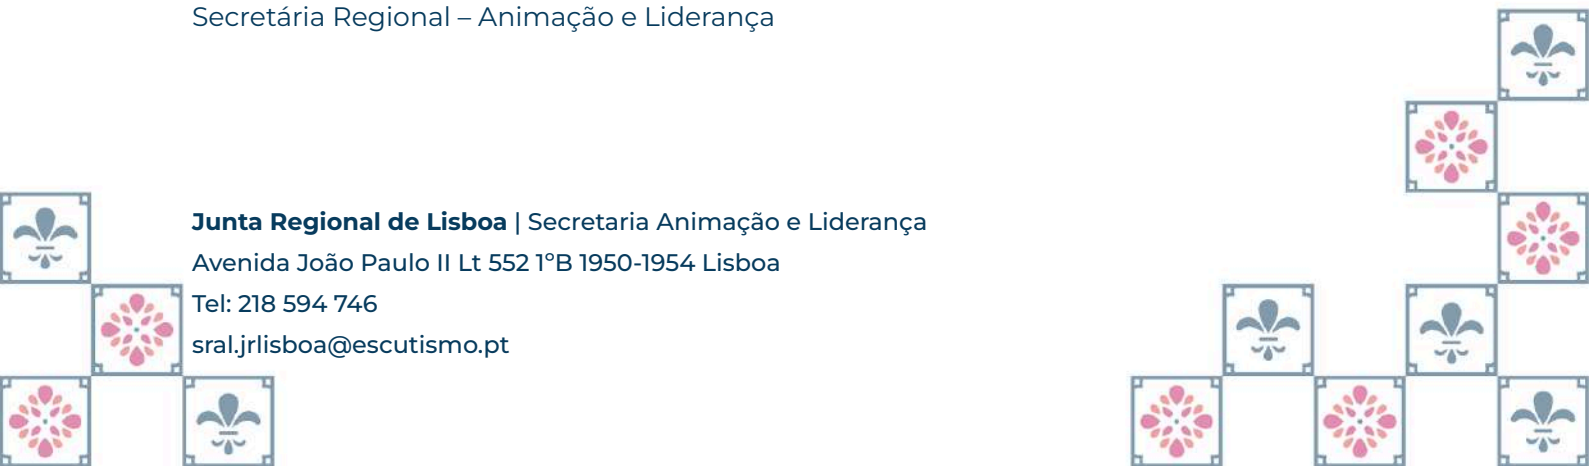 Secretária Regional – Animação e Liderança
Junta Regional de Lisboa | Secretaria Animação e Liderança
Avenida João Paulo II Lt 552 1ºB 1950-1954 Lisboa
Tel: 218 594 746
sral.jrlisboa@escutismo.pt